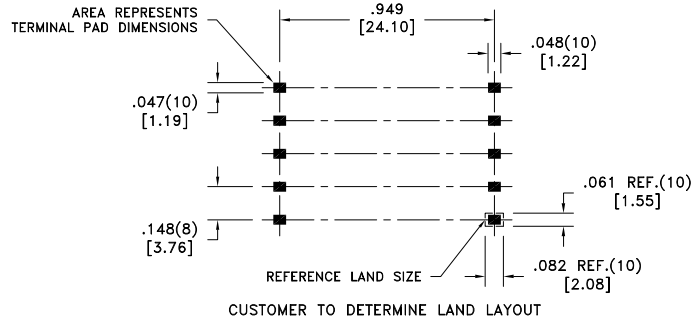 AREA REPRESENTS
TERMINAL PAD DIMENSIONS
.949
[24.10]
.048(10)
[1.22]
.047(10)
[1.19]
.061 REF.(10)
[1.55]
.148(8)
[3.76]
REFERENCE LAND SIZE
.082 REF.(10)
[2.08]
CUSTOMER TO DETERMINE LAND LAYOUT